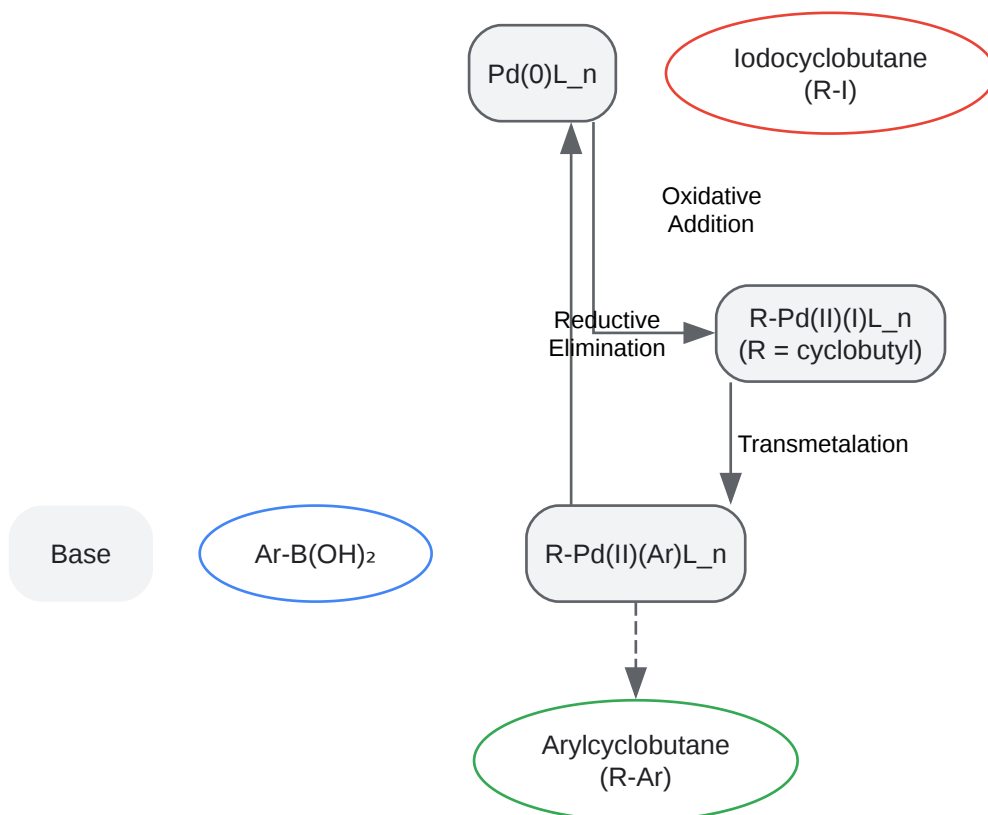 Pd(0)L_n
Iodocyclobutane
(R-I)
Oxidative
Addition
Reductive
Elimination
R-Pd(II)(I)L_n
(R = cyclobutyl)
Transmetalation
Base
Ar-B(OH)₂
R-Pd(II)(Ar)L_n
Arylcyclobutane
(R-Ar)